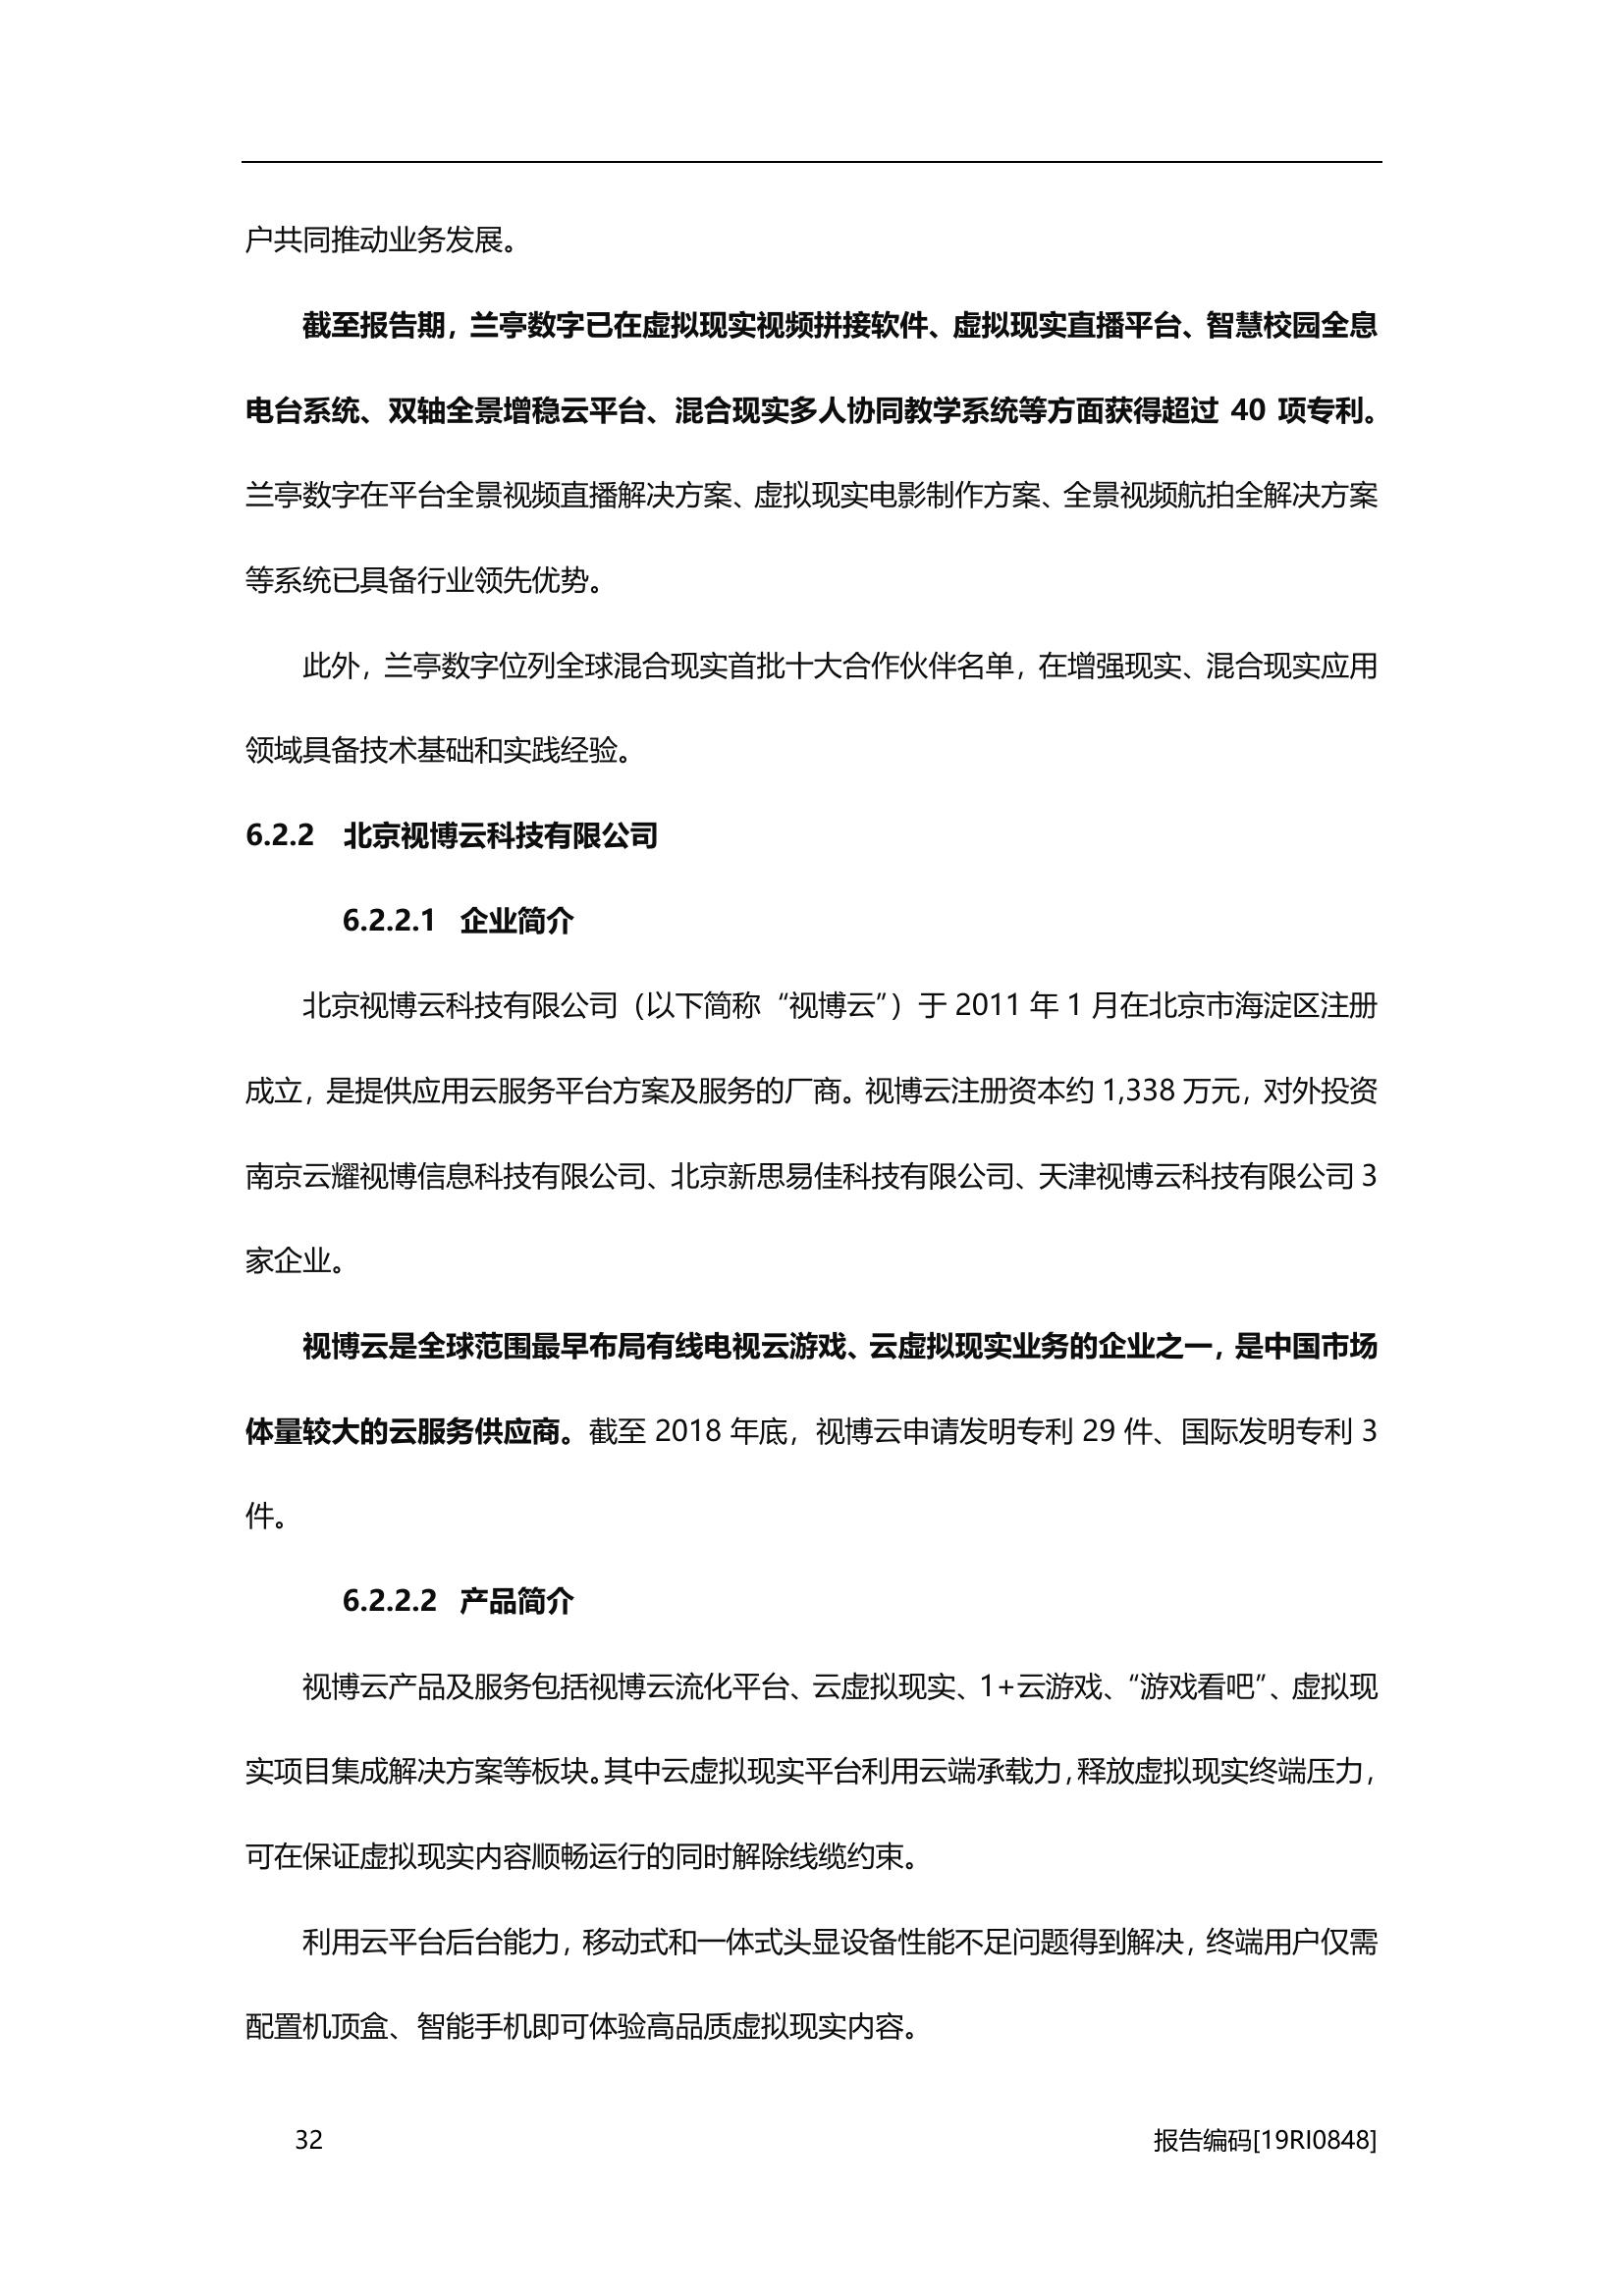 户共同推动业务发展。
截至报告期，兰亭数字已在虚拟现实视频拼接软件、虚拟现实直播平台、智慧校园全息
电台系统、双轴全景增稳云平台、混合现实多人协同教学系统等方面获得超过 40 项专利。
兰亭数字在平台全景视频直播解决方案、虚拟现实电影制作方案、全景视频航拍全解决方案
等系统已具备行业领先优势。
此外，兰亭数字位列全球混合现实首批十大合作伙伴名单，在增强现实、混合现实应用
领域具备技术基础和实践经验。
6.2.2 北京视博云科技有限公司
6.2.2.1 企业简介
北京视博云科技有限公司（以下简称“视博云”）于 2011 年 1 月在北京市海淀区注册
成立，是提供应用云服务平台方案及服务的厂商。视博云注册资本约 1,338 万元，对外投资
南京云耀视博信息科技有限公司、北京新思易佳科技有限公司、天津视博云科技有限公司 3
家企业。
视博云是全球范围最早布局有线电视云游戏、云虚拟现实业务的企业之一，是中国市场
体量较大的云服务供应商。截至 2018 年底，视博云申请发明专利 29 件、国际发明专利 3
件。
6.2.2.2 产品简介
视博云产品及服务包括视博云流化平台、云虚拟现实、1+云游戏、“游戏看吧”、虚拟现
实项目集成解决方案等板块。其中云虚拟现实平台利用云端承载力，释放虚拟现实终端压力，
可在保证虚拟现实内容顺畅运行的同时解除线缆约束。
利用云平台后台能力，移动式和一体式头显设备性能不足问题得到解决，终端用户仅需
配置机顶盒、智能手机即可体验高品质虚拟现实内容。
32 报告编码[19RI0848]